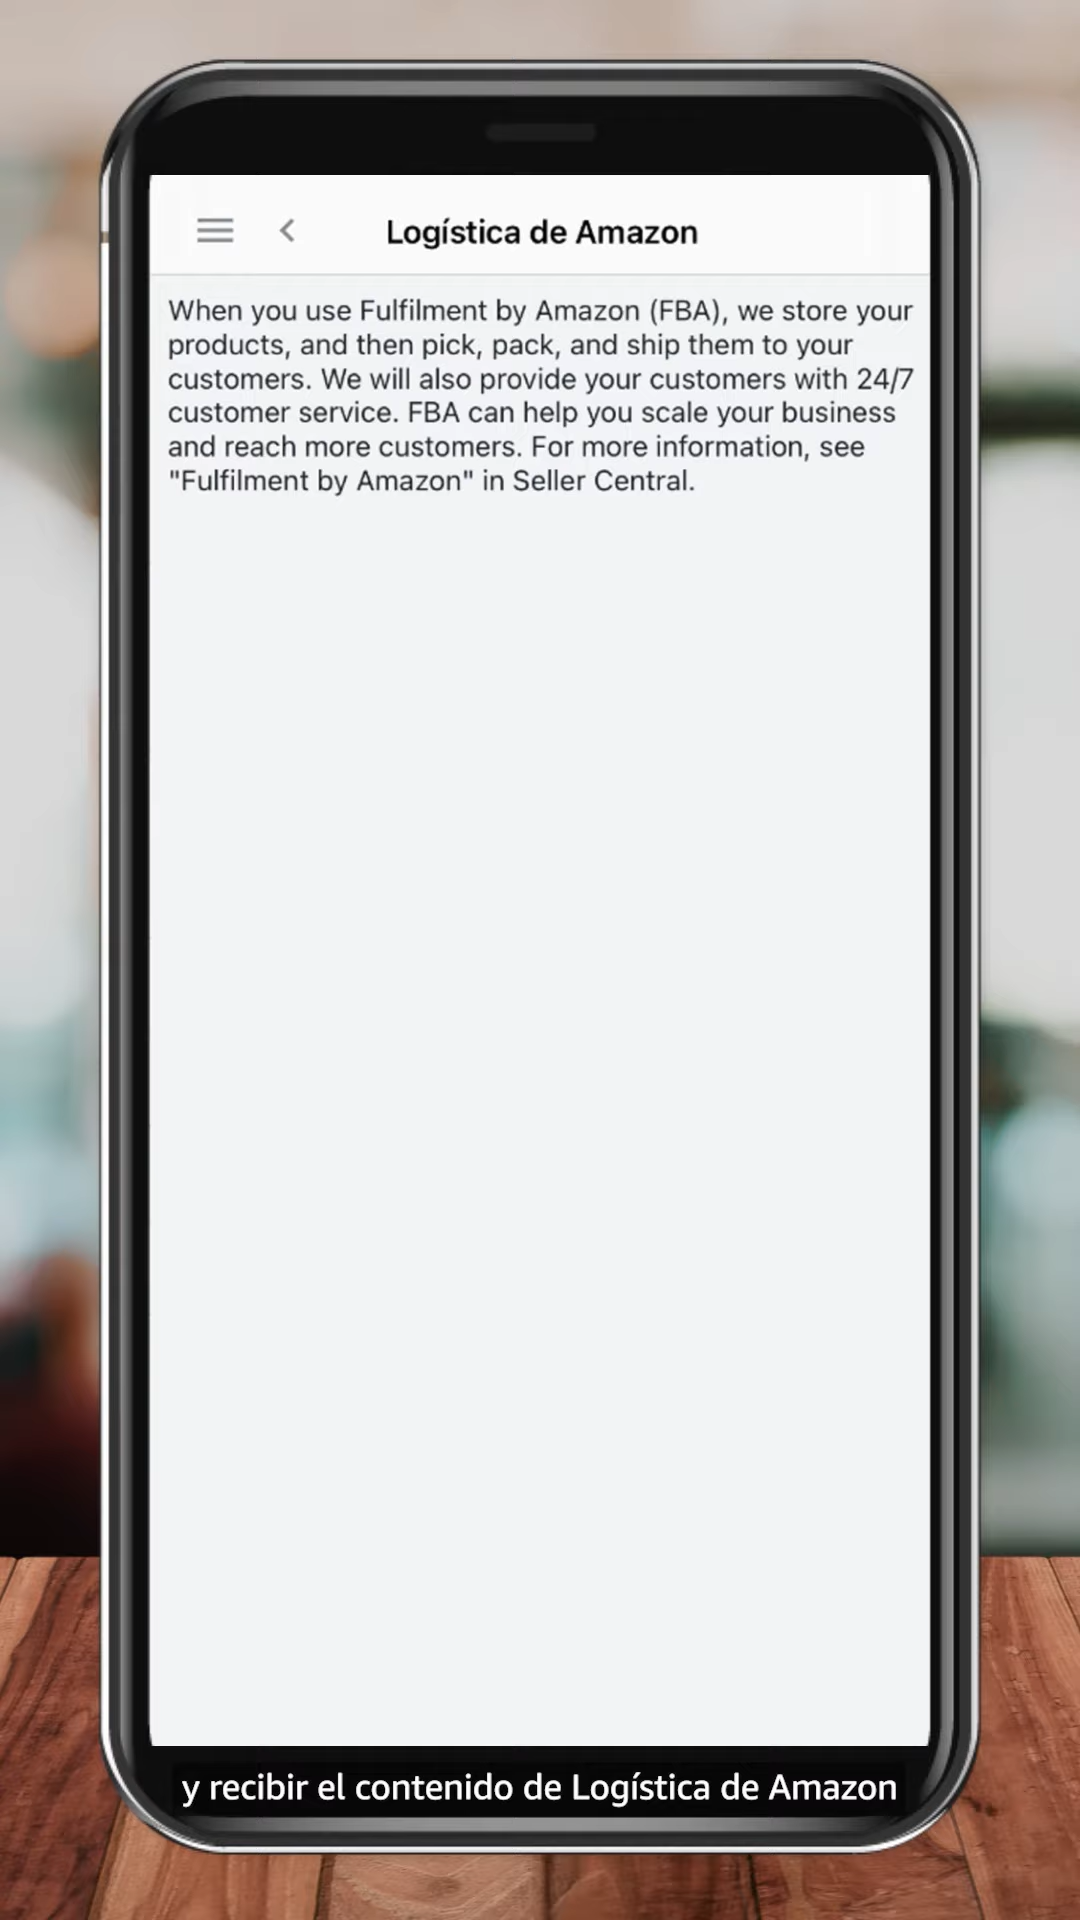 Logística de Amazon
When you use Fulfilment by Amazon (FBA), we store your
products, and then pick, pack, and ship them to your
customers. We will also provide your customers with 24/7
customer service. FBA can help you scale your business
and reach more customers. For more information, see
"Fulfilment by Amazon" in Seller Central.
y recibir el contenido de Logística de Amazon